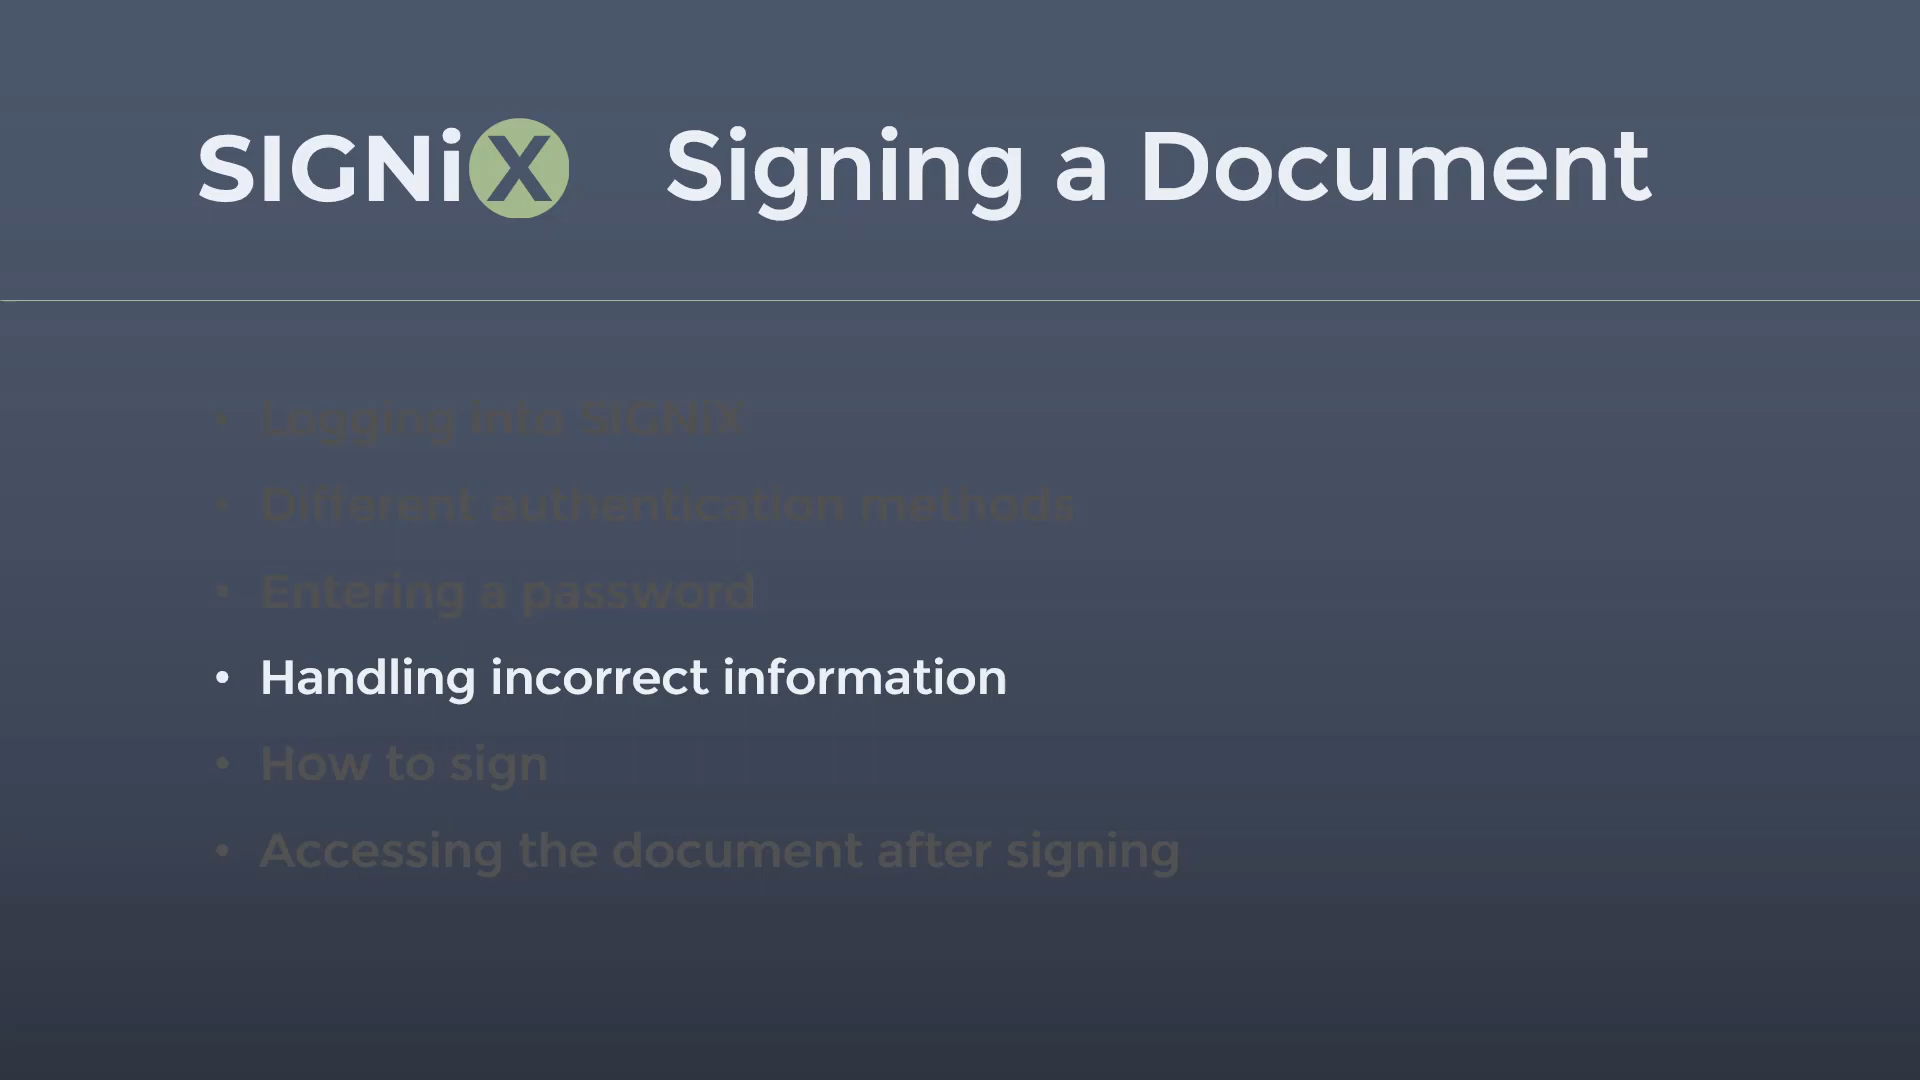 SIGNiX Signing a Document
• Logging into SIGNiX
• Different authentication methods
• Entering a password
• Handling incorrect information
• How to sign
• Accessing the document after signing